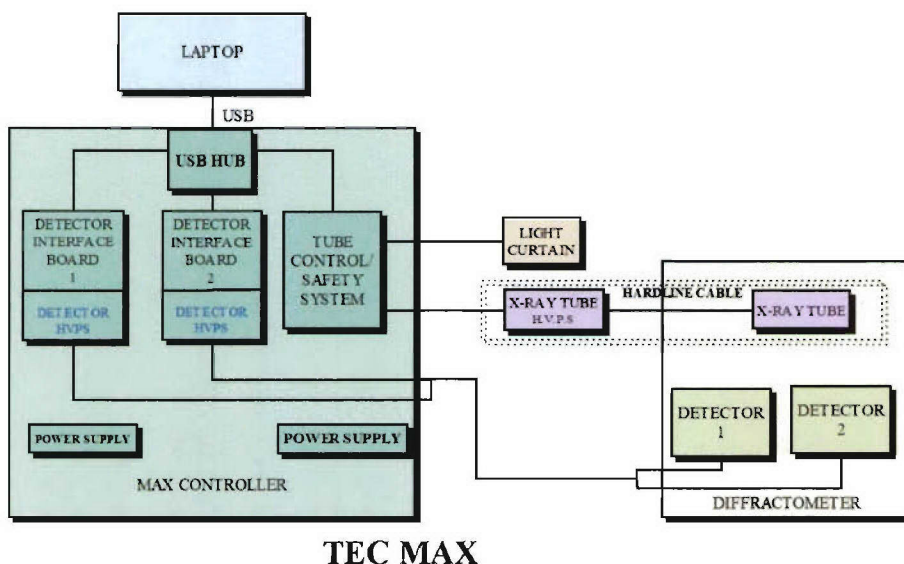 LAPTOP
USB
USB HUB
DETECTOR
INTERFACE
BOARD
1
DETECTOR
HVPS
DETECTOR
INTERFACE
BOARD
2
DETECTOR
HVPS
TUBE
CONTROL/
SAFETY
SYSTEM
LIGHT
CURTAIN
HARDLINE CABLE
X-RAY TUBE
H.V.P.S
X-RAY TUBE
DETECTOR
1
DETECTOR
2
POWER SUPPLY
POWER SUPPLY
MAX CONTROLLER
DIFFRACTOMETER
TEC MAX